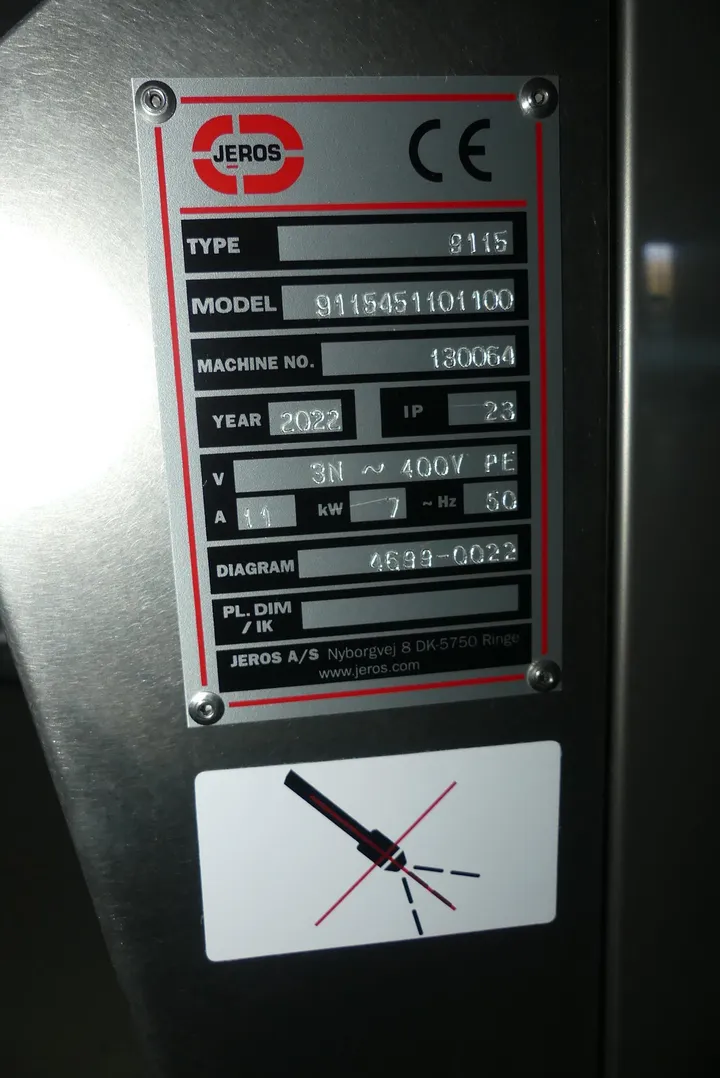 JEROS CE
TYPE 9115
MODEL 9115451101100
MACHINE NO. 130064
YEAR 2022 IP 23
V 3N ~ 400V PE
A 11 kW 7 ~ Hz 50
DIAGRAM 4699-0022
PL. DIM
/ IK
JEROS A/S Nyborgvej 8 DK-5750 Ringe
www.jeros.com